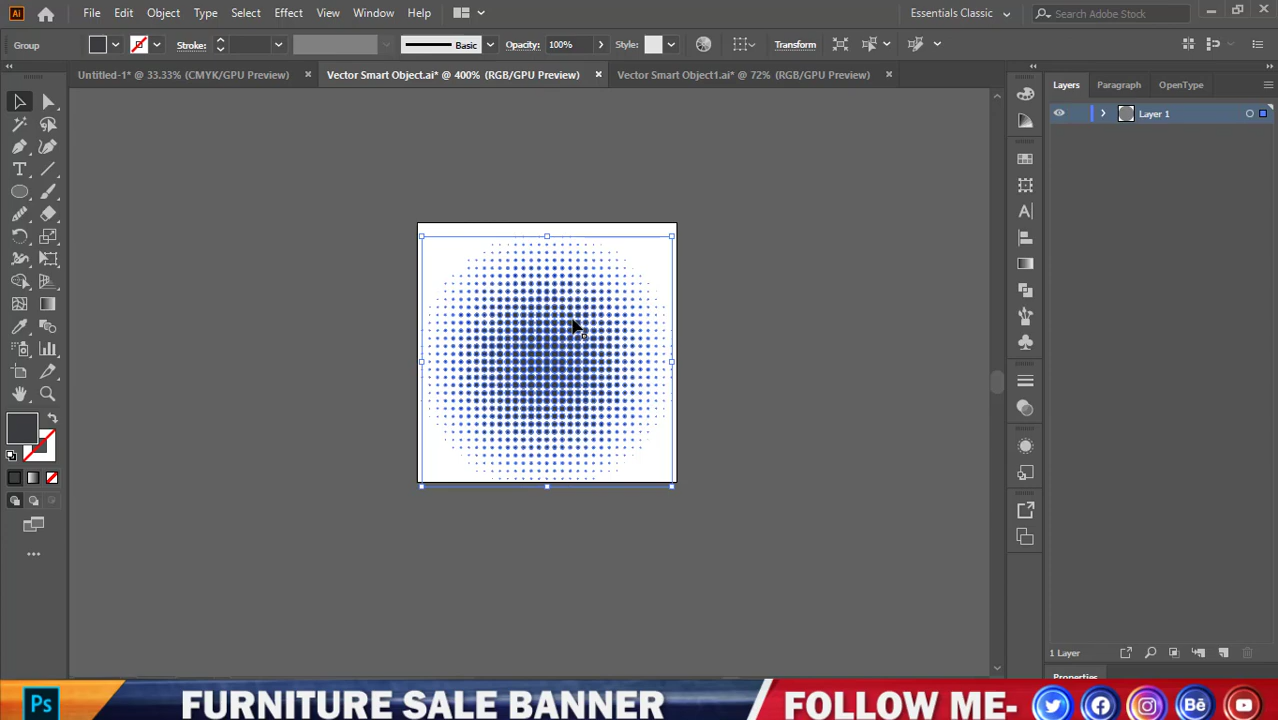 Ai File Edit Object Type Select Effect View Window Help Essentials Classic Search Adobe Stock
Group Stroke: Basic Opacity: 100% Style: Transform
Untitled-1* @ 33.33% (CMYK/GPU Preview) Vector Smart Object.ai* @ 400% (RGB/GPU Preview) Vector Smart Object1.ai* @ 72% (RGB/GPU Preview)
Layers Paragraph OpenType
Layer 1
1 Layer
Properties
Ps FURNITURE SALE BANNER FOLLOW ME-